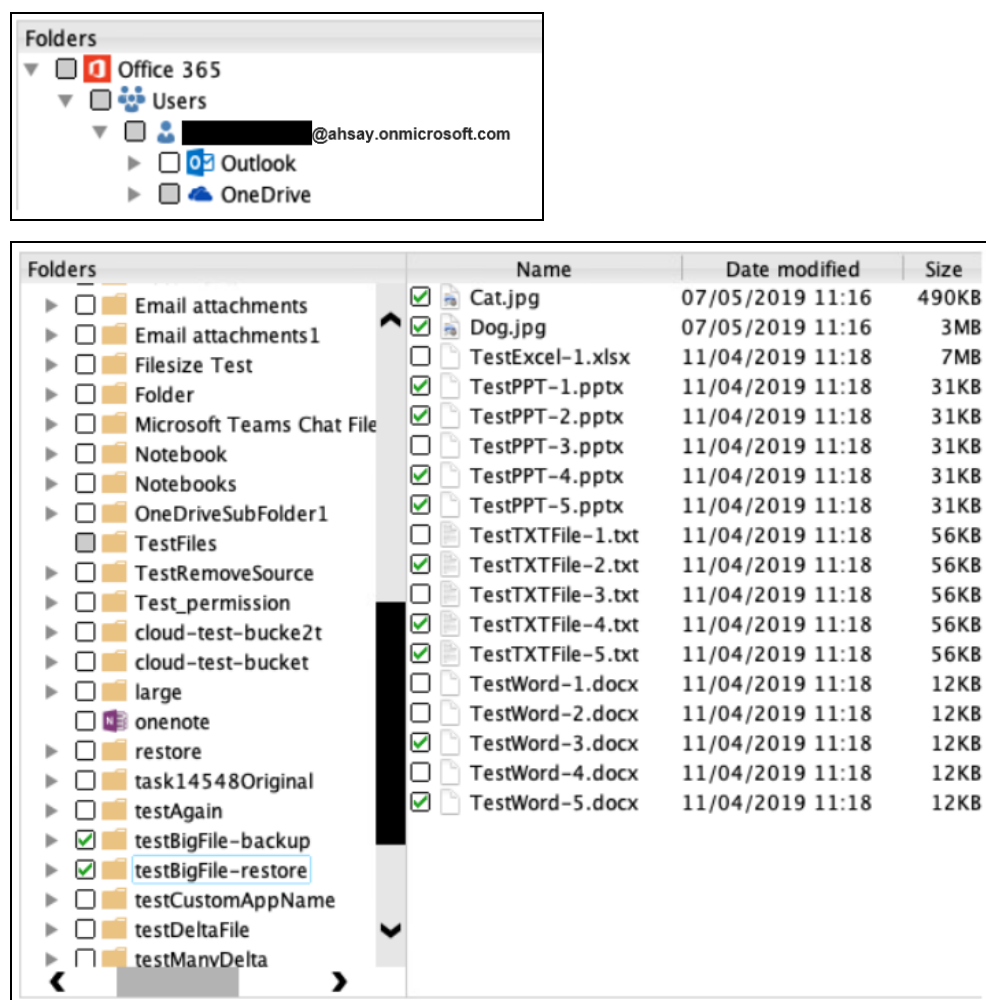 Folders
Office 365
Users
@ahsay.onmicrosoft.com
Outlook
OneDrive
Folders
Email attachments
Email attachments1
Filesize Test
Folder
Microsoft Teams Chat File
Notebook
Notebooks
OneDriveSubFolder1
TestFiles
TestRemoveSource
Test_permission
cloud-test-bucke2t
cloud-test-bucket
large
onenote
restore
task14548Original
testAgain
testBigFile-backup
testBigFile-restore
testCustomAppName
testDeltaFile
testManyDelta
Name Date modified Size
Cat.jpg 07/05/2019 11:16 490KB
Dog.jpg 07/05/2019 11:16 3MB
TestExcel-1.xlsx 11/04/2019 11:18 7MB
TestPPT-1.pptx 11/04/2019 11:18 31KB
TestPPT-2.pptx 11/04/2019 11:18 31KB
TestPPT-3.pptx 11/04/2019 11:18 31KB
TestPPT-4.pptx 11/04/2019 11:18 31KB
TestPPT-5.pptx 11/04/2019 11:18 31KB
TestTXTFile-1.txt 11/04/2019 11:18 56KB
TestTXTFile-2.txt 11/04/2019 11:18 56KB
TestTXTFile-3.txt 11/04/2019 11:18 56KB
TestTXTFile-4.txt 11/04/2019 11:18 56KB
TestTXTFile-5.txt 11/04/2019 11:18 56KB
TestWord-1.docx 11/04/2019 11:18 12KB
TestWord-2.docx 11/04/2019 11:18 12KB
TestWord-3.docx 11/04/2019 11:18 12KB
TestWord-4.docx 11/04/2019 11:18 12KB
TestWord-5.docx 11/04/2019 11:18 12KB